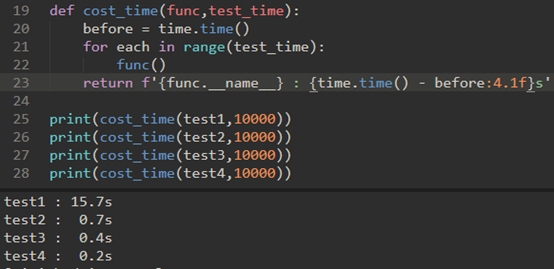 19 def cost_time(func,test_time):
20     before = time.time()
21     for each in range(test_time):
22         func()
23     return f'{func.__name__} : {time.time() - before:4.1f}s'
24
25 print(cost_time(test1,10000))
26 print(cost_time(test2,10000))
27 print(cost_time(test3,10000))
28 print(cost_time(test4,10000))
test1 : 15.7s
test2 :  0.7s
test3 :  0.4s
test4 :  0.2s